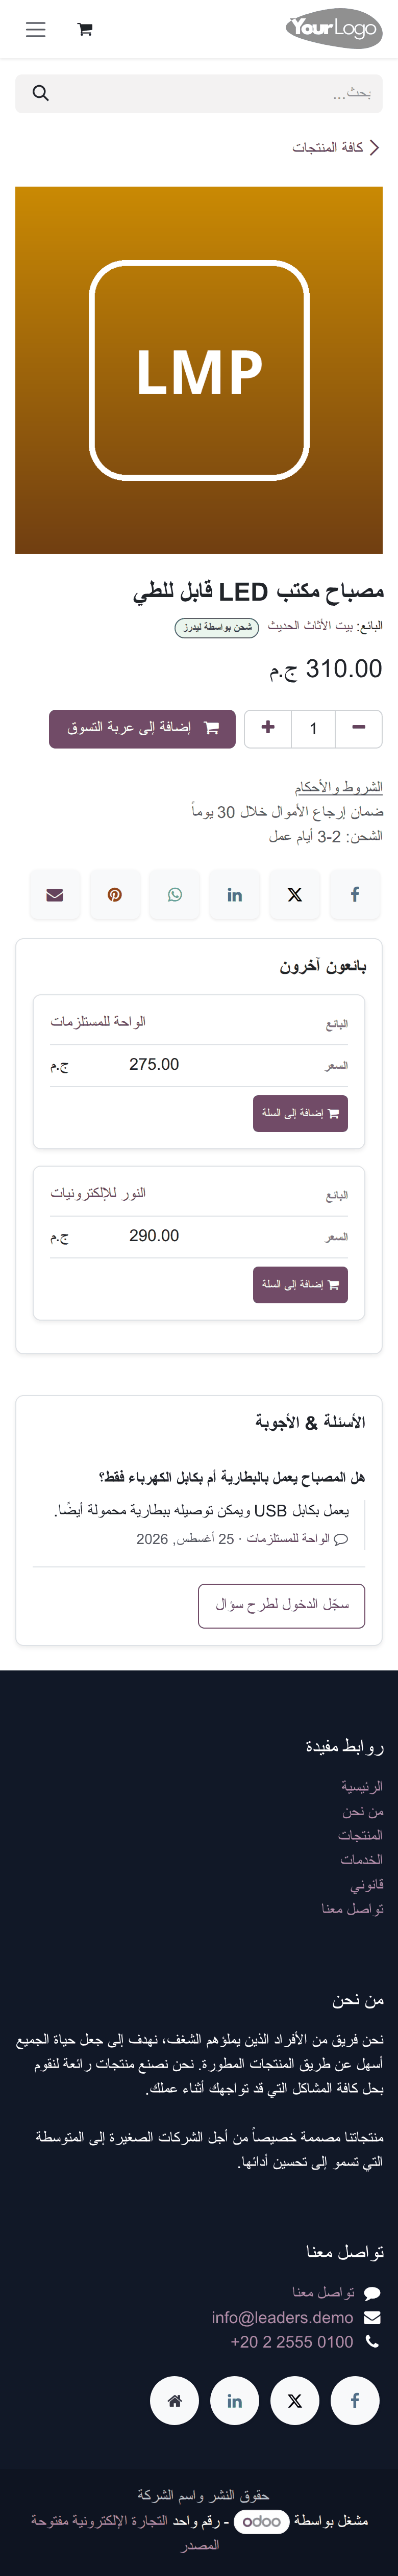 YourLogo
بحث...
كافة المنتجات
LMP
مصباح مكتب LED قابل للطي
البائع: بيت الأثاث الحديث شحن بواسطة ليدرز
310.00 ج.م
1
إضافة إلى عربة التسوق
الشروط والأحكام
ضمان إرجاع الأموال خلال 30 يوماً
الشحن: 2-3 أيام عمل
بائعون آخرون
البائع الواحة للمستلزمات
السعر 275.00 ج.م
إضافة إلى السلة
البائع النور للإلكترونيات
السعر 290.00 ج.م
إضافة إلى السلة
الأسئلة & الأجوبة
هل المصباح يعمل بالبطارية أم بكابل الكهرباء فقط؟
يعمل بكابل USB ويمكن توصيله ببطارية محمولة أيضًا.
الواحة للمستلزمات · 25 أغسطس, 2026
سجّل الدخول لطرح سؤال
روابط مفيدة
الرئيسية
من نحن
المنتجات
الخدمات
قانوني
تواصل معنا
من نحن
نحن فريق من الأفراد الذين يملؤهم الشغف، نهدف إلى جعل حياة الجميع
أسهل عن طريق المنتجات المطورة. نحن نصنع منتجات رائعة لنقوم
بحل كافة المشاكل التي قد تواجهك أثناء عملك.
منتجاتنا مصممة خصيصاً من أجل الشركات الصغيرة إلى المتوسطة
التي تسمو إلى تحسين أدائها.
تواصل معنا
تواصل معنا
info@leaders.demo
+20 2 2555 0100
حقوق النشر واسم الشركة
مشغل بواسطة odoo - رقم واحد التجارة الإلكترونية مفتوحة
المصدر